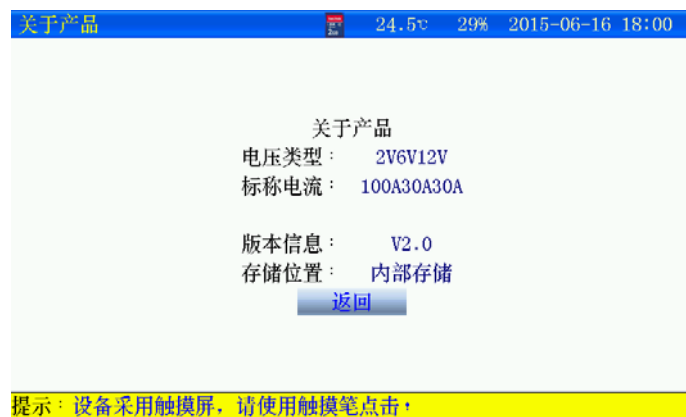 关于产品 24.5℃ 29% 2015-06-16 18:00
关于产品
电压类型： 2V6V12V
标称电流： 100A30A30A
版本信息： V2.0
存储位置： 内部存储
返回
提示：设备采用触摸屏，请使用触摸笔点击！